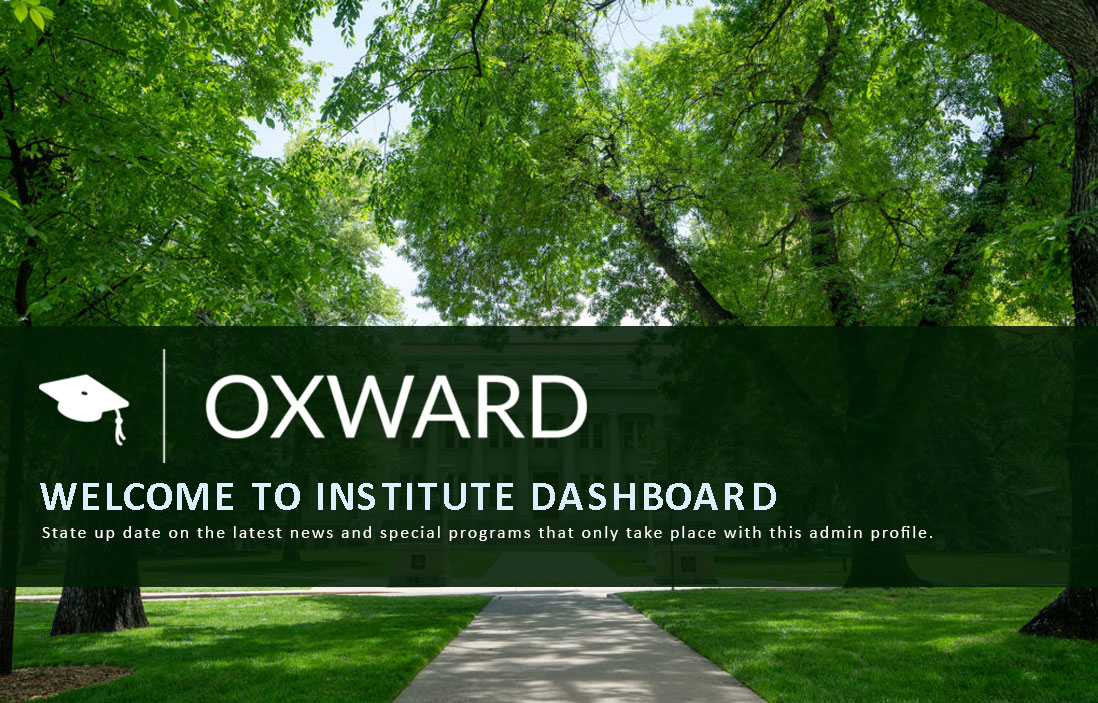 OXWARD
WELCOME TO INSTITUTE DASHBOARD
State up date on the latest news and special programs that only take place with this admin profile.